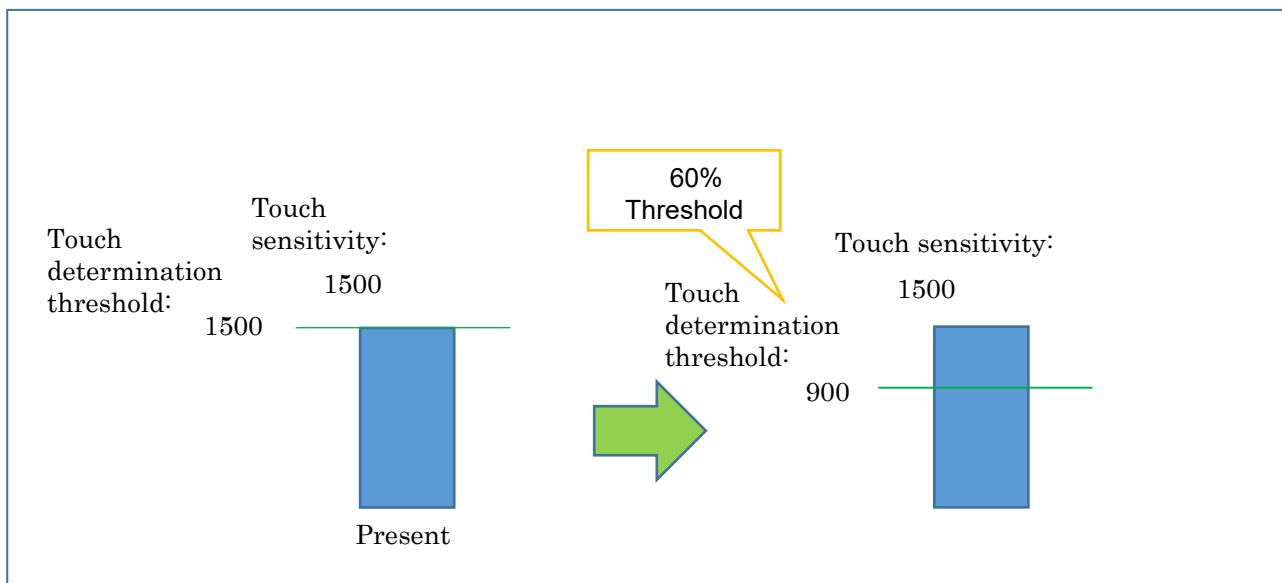 Touch
determination
threshold:
1500
Touch
sensitivity:
1500
Present
60%
Threshold
Touch
determination
threshold:
900
Touch sensitivity:
1500